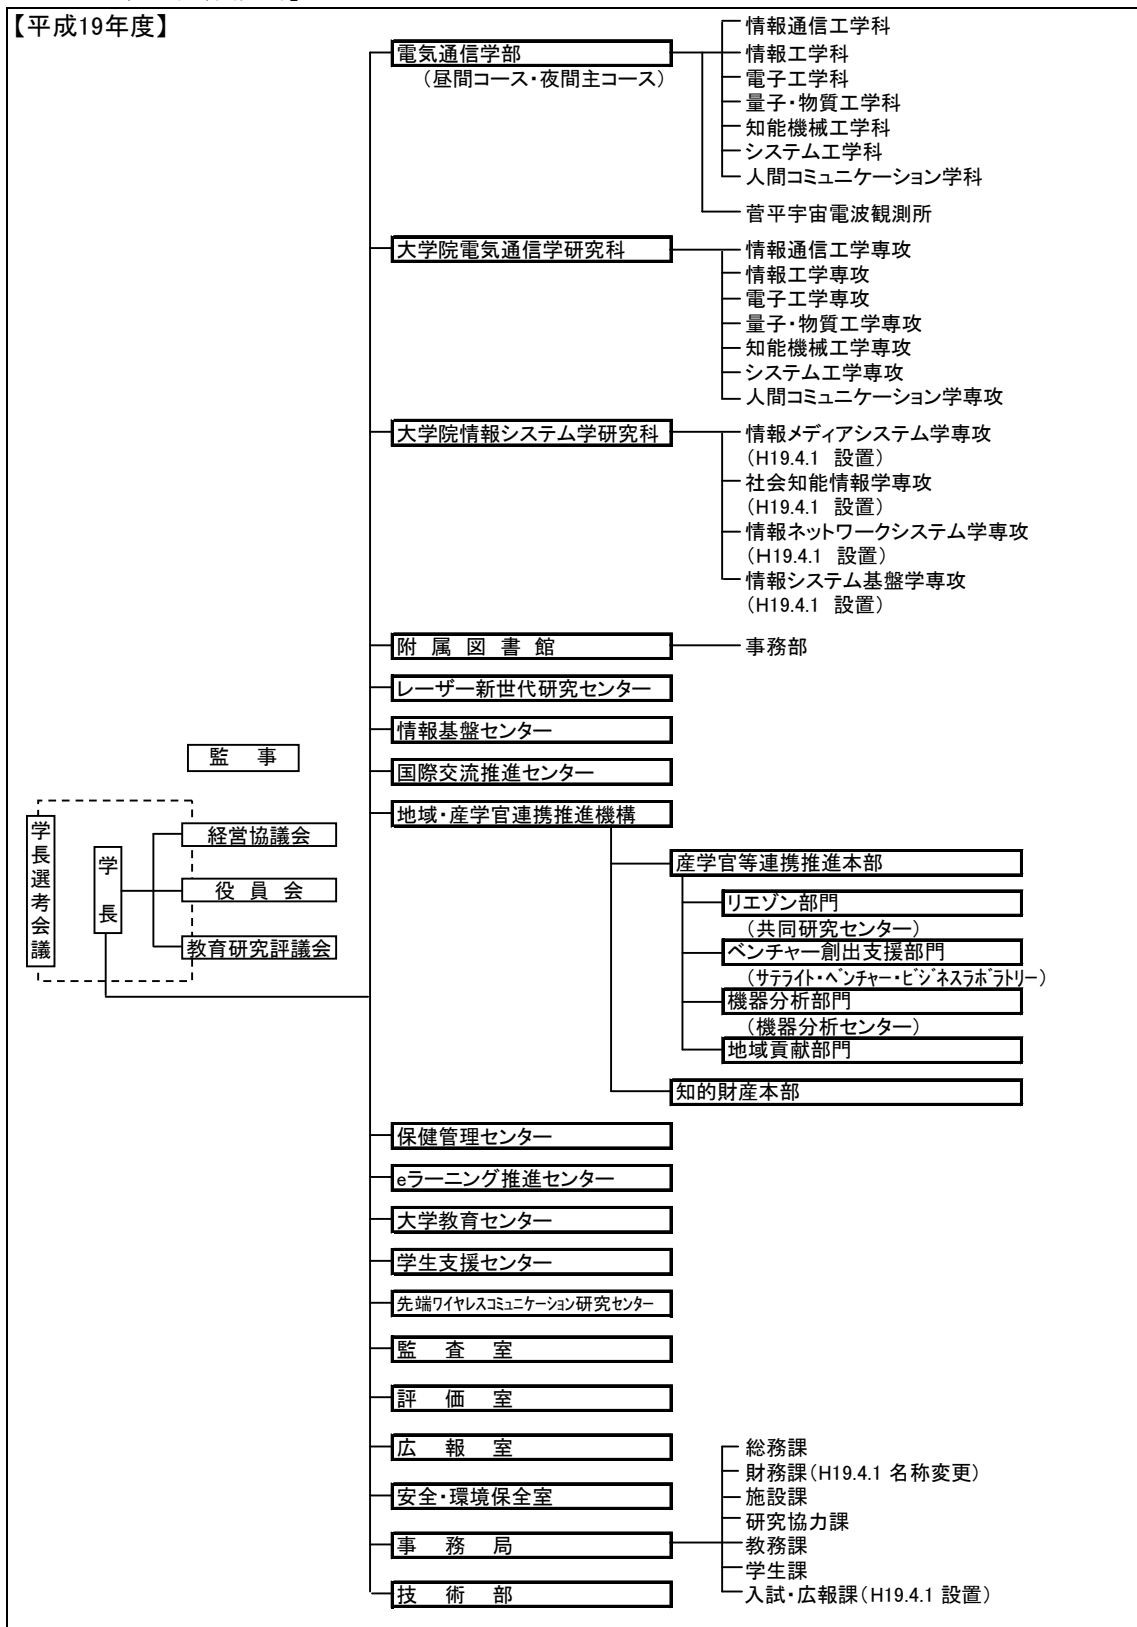 【平成19年度】
電気通信学部
（昼間コース・夜間主コース）
情報通信工学科
情報工学科
電子工学科
量子・物質工学科
知能機械工学科
システム工学科
人間コミュニケーション学科
菅平宇宙電波観測所
大学院電気通信学研究科
情報通信工学専攻
情報工学専攻
電子工学専攻
量子・物質工学専攻
知能機械工学専攻
システム工学専攻
人間コミュニケーション学専攻
大学院情報システム学研究科
情報メディアシステム学専攻
（H19.4.1 設置）
社会知能情報学専攻
（H19.4.1 設置）
情報ネットワークシステム学専攻
（H19.4.1 設置）
情報システム基盤学専攻
（H19.4.1 設置）
附属図書館
事務部
レーザー新世代研究センター
情報基盤センター
監事
国際交流推進センター
地域・産学官連携推進機構
学長選考会議
学長
経営協議会
役員会
教育研究評議会
産学官等連携推進本部
リエゾン部門
（共同研究センター）
ベンチャー創出支援部門
（ｻﾃﾗｲﾄ・ﾍﾞﾝﾁｬｰ・ﾋﾞｼﾞﾈｽﾗﾎﾞﾗﾄﾘｰ）
機器分析部門
（機器分析センター）
地域貢献部門
知的財産本部
保健管理センター
eラーニング推進センター
大学教育センター
学生支援センター
先端ﾜｲﾔﾚｽｺﾐｭﾆｹｰｼｮﾝ研究ｾﾝﾀｰ
監査室
評価室
広報室
安全・環境保全室
事務局
総務課
財務課（H19.4.1 名称変更）
施設課
研究協力課
教務課
学生課
入試・広報課（H19.4.1 設置）
技術部